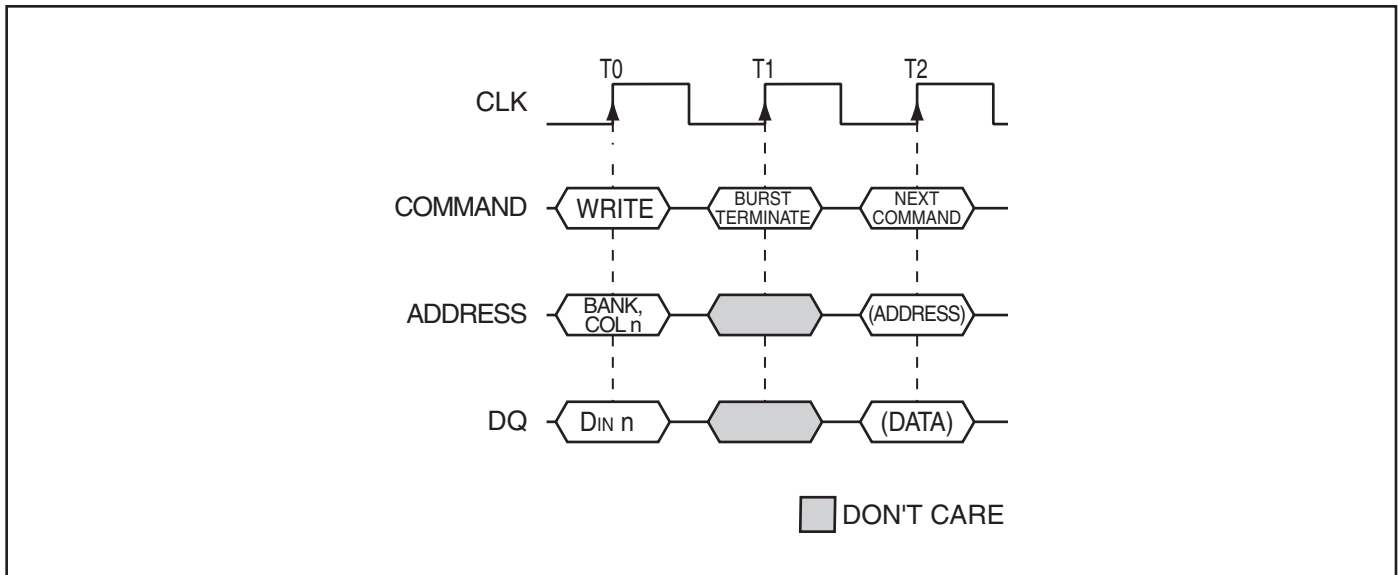 T0 T1 T2
CLK
COMMAND WRITE BURST TERMINATE NEXT COMMAND
ADDRESS BANK, COL n (ADDRESS)
DQ DIN n (DATA)
DON'T CARE